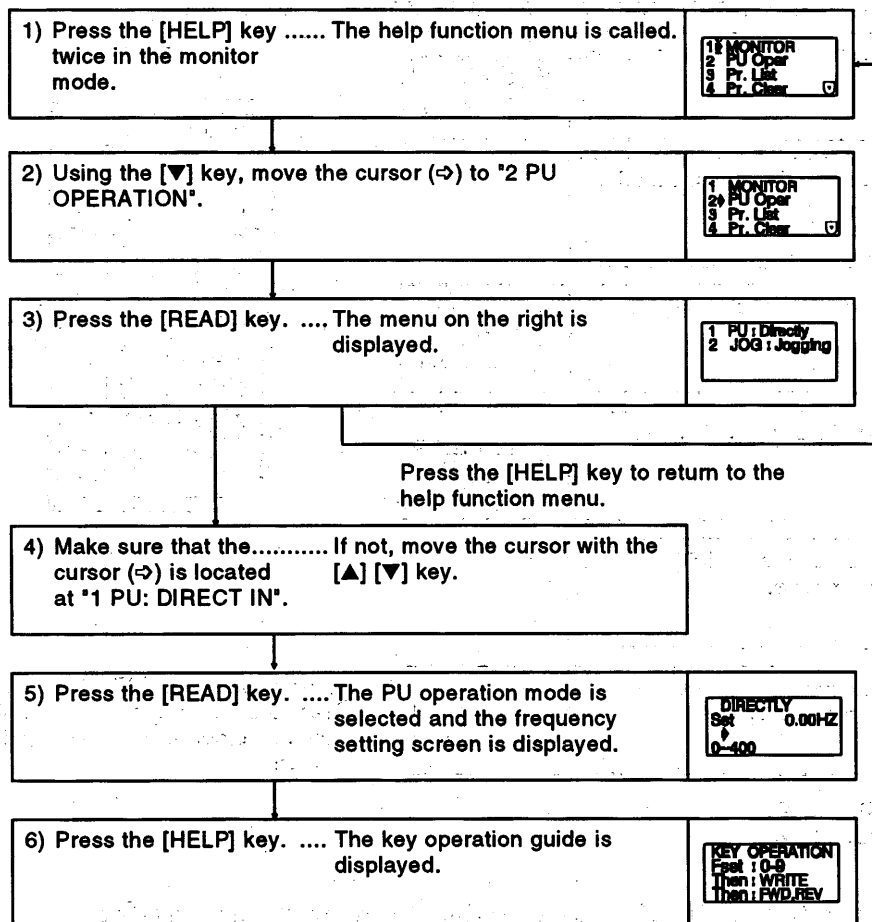 1) Press the [HELP] key ...... The help function menu is called.
twice in the monitor
mode.
1 MONITOR
2 PU Oper
3 Pr. List
4 Pr. Clear
2) Using the [▼] key, move the cursor (⇨) to "2 PU
OPERATION".
1 MONITOR
2 PU Oper
3 Pr. List
4 Pr. Clear
3) Press the [READ] key. .... The menu on the right is
displayed.
1 PU : Directly
2 JOG : Jogging
Press the [HELP] key to return to the
help function menu.
4) Make sure that the........... If not, move the cursor with the
cursor (⇨) is located [▲] [▼] key.
at "1 PU: DIRECT IN".
5) Press the [READ] key. .... The PU operation mode is
selected and the frequency
setting screen is displayed.
DIRECTLY
Set 0.00HZ
0~400
6) Press the [HELP] key. .... The key operation guide is
displayed.
KEY OPERATION
Fset : 0-9
Then : WRITE
Then : FWD.REV